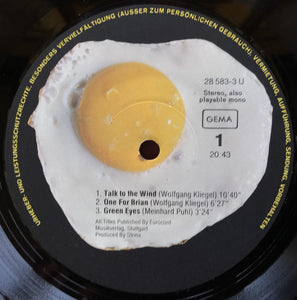 URHEBER- UND LEISTUNGSSCHUTZRECHTE, BESONDERS VERVIELFÄLTIGUNG (AUSSER ZUM PERSÖNLICHEN GEBRAUCH), VERMIETUNG, AUFFÜHRUNG, SENDUNG, VORBEHALTEN
28 583-3 U
Stereo, also
playable mono
GEMA
1
20:43
1. Talk to the Wind (Wolfgang Kliegel) 10'40"
2. One For Brian (Wolfgang Kliegel) 6'27"
3. Green Eyes (Meinhard Puhl) 3'24"
All Titles Published By Eurocord
Musikverlag, Stuttgart
Produced By Strina